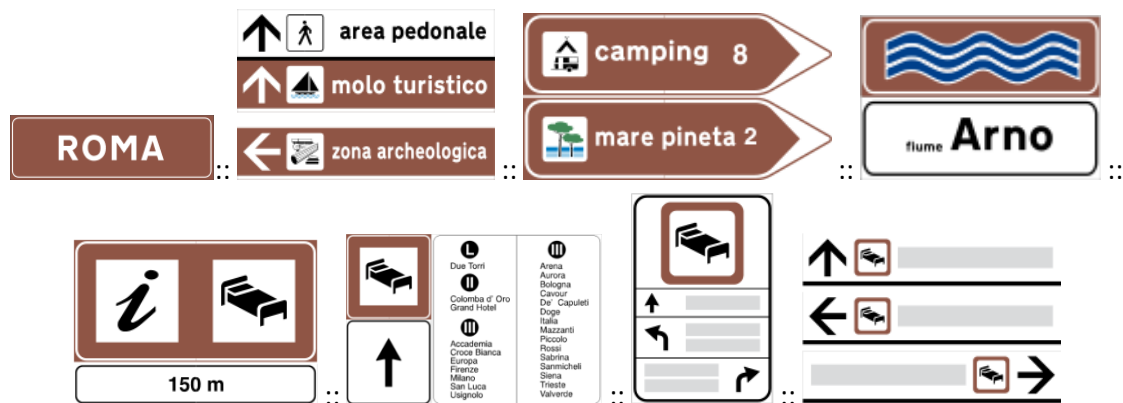 ROMA
::
area pedonale
molo turistico
zona archeologica
::
camping 8
mare pineta 2
::
fiume Arno
::
i
150 m
::
L
Due Torri
II
Colomba d' Oro
Grand Hotel
III
Accademia
Croce Bianca
Europa
Firenze
Milano
San Luca
Usignolo
III
Arena
Aurora
Bologna
Cavour
De' Capuleti
Doge
Italia
Mazzanti
Piccolo
Rossi
Sabrina
Sanmicheli
Siena
Trieste
Valverde
::
::